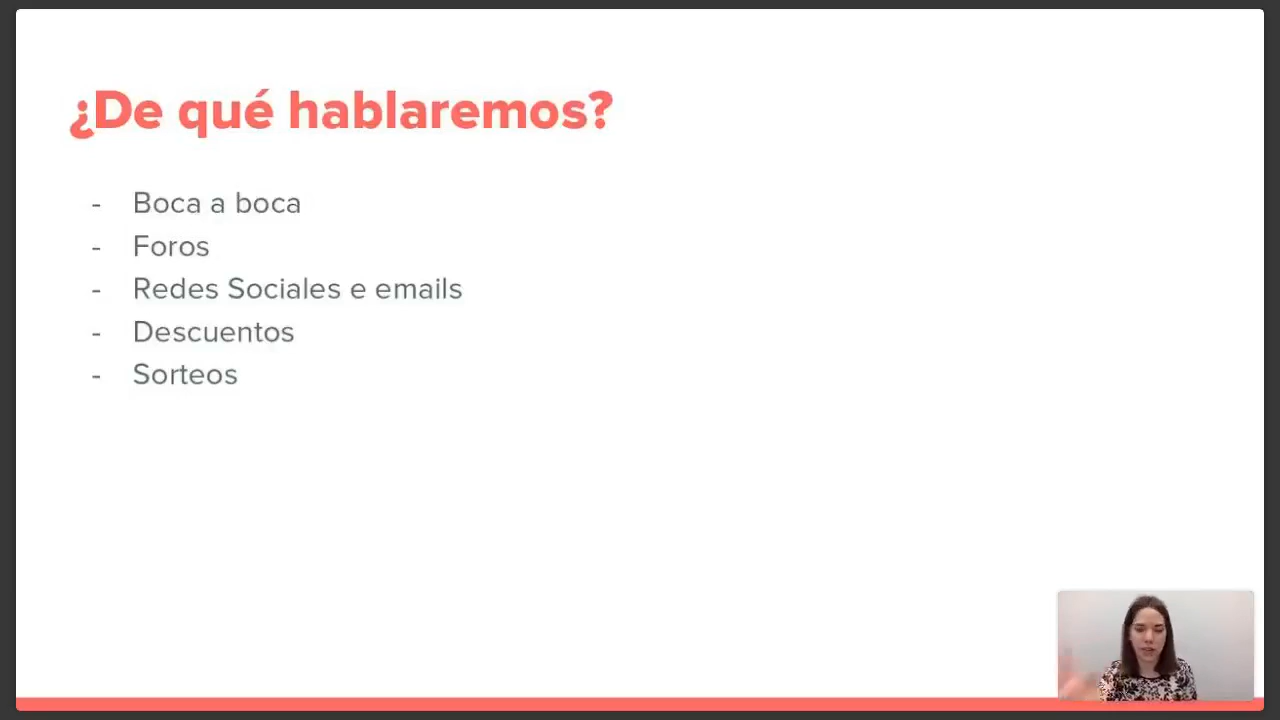 ¿De qué hablaremos?
- Boca a boca
- Foros
- Redes Sociales e emails
- Descuentos
- Sorteos